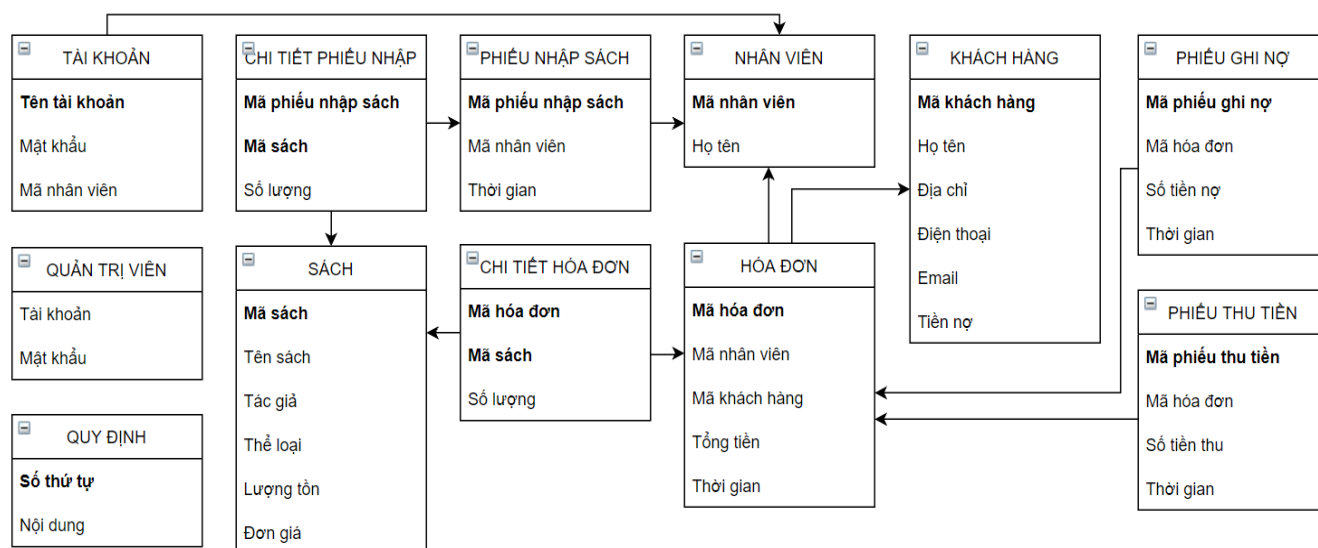 TÀI KHOẢN
Tên tài khoản
Mật khẩu
Mã nhân viên
CHI TIẾT PHIẾU NHẬP
Mã phiếu nhập sách
Mã sách
Số lượng
PHIẾU NHẬP SÁCH
Mã phiếu nhập sách
Mã nhân viên
Thời gian
NHÂN VIÊN
Mã nhân viên
Họ tên
KHÁCH HÀNG
Mã khách hàng
Họ tên
Địa chỉ
Điện thoại
Email
Tiền nợ
PHIẾU GHI NỢ
Mã phiếu ghi nợ
Mã hóa đơn
Số tiền nợ
Thời gian
QUẢN TRỊ VIÊN
Tài khoản
Mật khẩu
SÁCH
Mã sách
Tên sách
Tác giả
Thể loại
Lượng tồn
Đơn giá
CHI TIẾT HÓA ĐƠN
Mã hóa đơn
Mã sách
Số lượng
HÓA ĐƠN
Mã hóa đơn
Mã nhân viên
Mã khách hàng
Tổng tiền
Thời gian
PHIẾU THU TIỀN
Mã phiếu thu tiền
Mã hóa đơn
Số tiền thu
Thời gian
QUY ĐỊNH
Số thứ tự
Nội dung